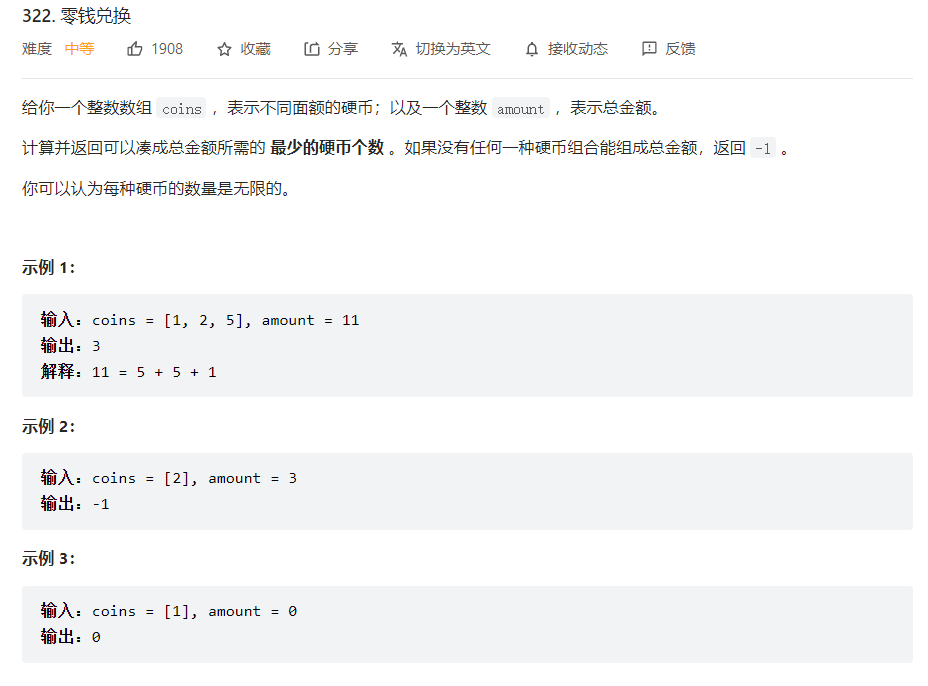 322. 零钱兑换
难度 中等 1908 收藏 分享 切换为英文 接收动态 反馈
给你一个整数数组 coins ，表示不同面额的硬币；以及一个整数 amount ，表示总金额。
计算并返回可以凑成总金额所需的 最少的硬币个数 。如果没有任何一种硬币组合能组成总金额，返回 -1 。
你可以认为每种硬币的数量是无限的。
示例 1：
输入：coins = [1, 2, 5], amount = 11
输出：3
解释：11 = 5 + 5 + 1
示例 2：
输入：coins = [2], amount = 3
输出：-1
示例 3：
输入：coins = [1], amount = 0
输出：0